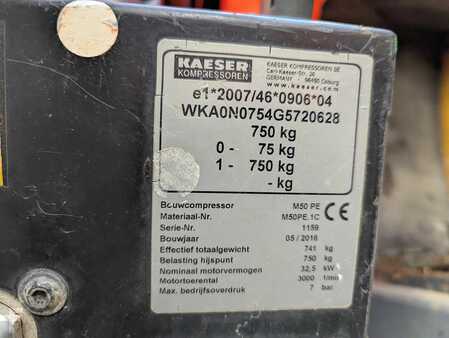 KAESER
KOMPRESSOREN
KAESER KOMPRESSOREN SE
Carl-Kaeser-Str. 26
GERMANY - 96450 Coburg
www.kaeser.com
e1*2007/46*0906*04
WKA0N0754G5720628
750 kg
0 - 75 kg
1 - 750 kg
- kg
Bouwcompressor M50 PE
Materiaal-Nr. M50PE.1C CE
Serie-Nr. 1159
Bouwjaar 05/2016
Effectief totaalgewicht 741 kg
Belasting hijspunt 750 kg
Nominaal motorvermogen 32,5 kW
Motortoerental 3000 1/min
Max. bedrijfsoverdruk 7 bar